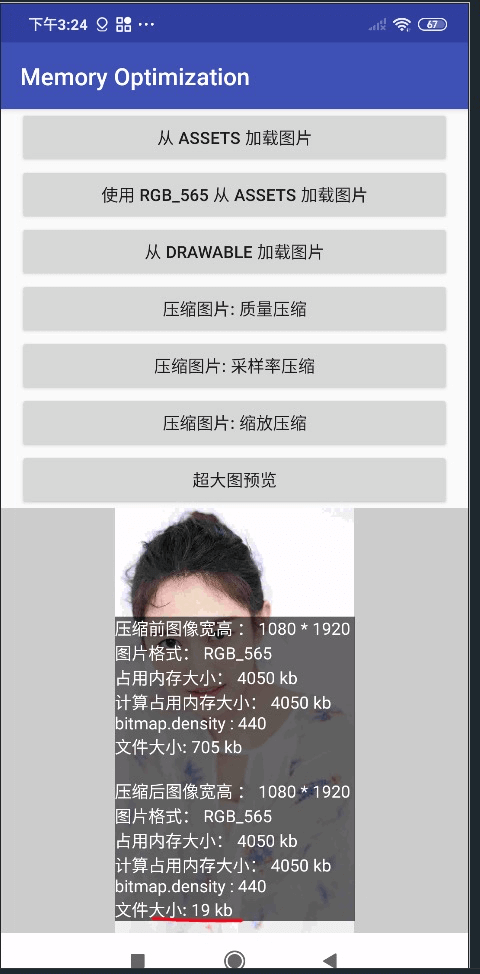 下午3:24
67
Memory Optimization
从 ASSETS 加载图片
使用 RGB_565 从 ASSETS 加载图片
从 DRAWABLE 加载图片
压缩图片: 质量压缩
压缩图片: 采样率压缩
压缩图片: 缩放压缩
超大图预览
压缩前图像宽高： 1080 * 1920
图片格式： RGB_565
占用内存大小： 4050 kb
计算占用内存大小： 4050 kb
bitmap.density : 440
文件大小: 705 kb
压缩后图像宽高： 1080 * 1920
图片格式： RGB_565
占用内存大小： 4050 kb
计算占用内存大小： 4050 kb
bitmap.density : 440
文件大小: 19 kb